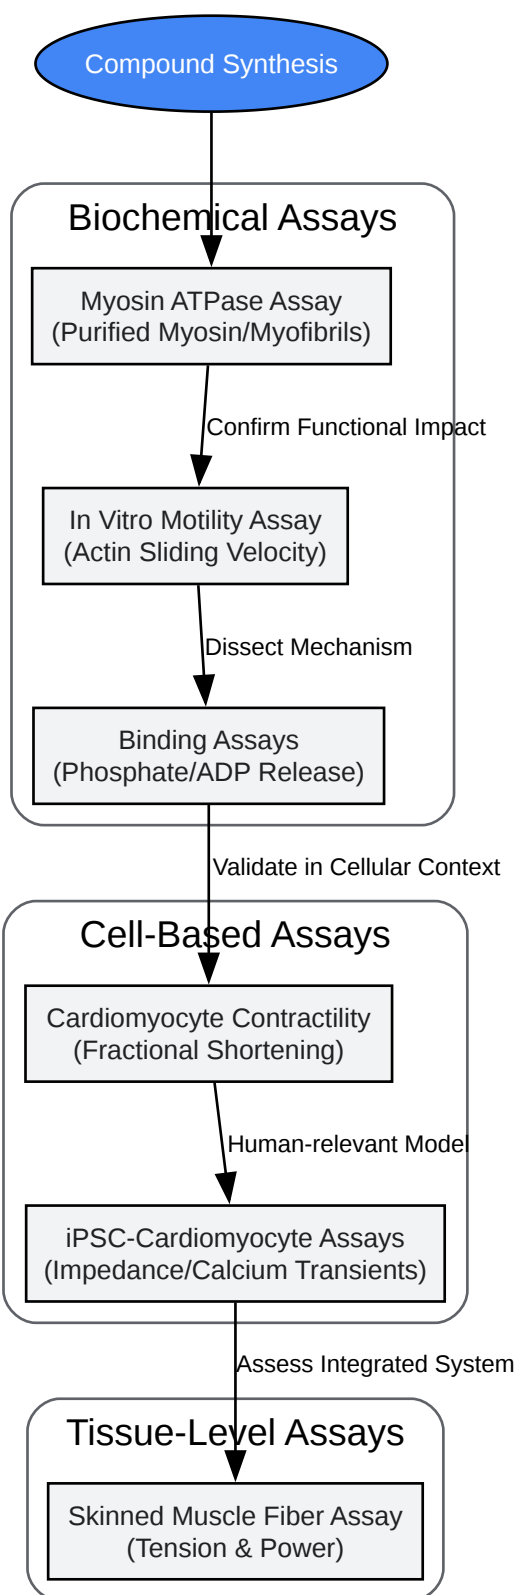 Compound Synthesis
Biochemical Assays
Myosin ATPase Assay
(Purified Myosin/Myofibrils)
Confirm Functional Impact
In Vitro Motility Assay
(Actin Sliding Velocity)
Dissect Mechanism
Binding Assays
(Phosphate/ADP Release)
Validate in Cellular Context
Cell-Based Assays
Cardiomyocyte Contractility
(Fractional Shortening)
Human-relevant Model
iPSC-Cardiomyocyte Assays
(Impedance/Calcium Transients)
Assess Integrated System
Tissue-Level Assays
Skinned Muscle Fiber Assay
(Tension & Power)